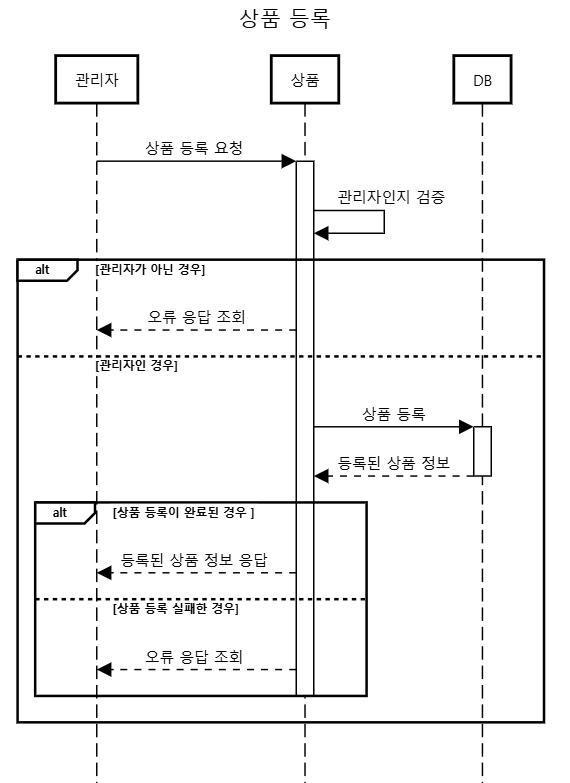 상품 등록
관리자
상품
DB
상품 등록 요청
관리자인지 검증
alt
[관리자가 아닌 경우]
오류 응답 조회
[관리자인 경우]
상품 등록
등록된 상품 정보
alt
[상품 등록이 완료된 경우 ]
등록된 상품 정보 응답
[상품 등록 실패한 경우]
오류 응답 조회